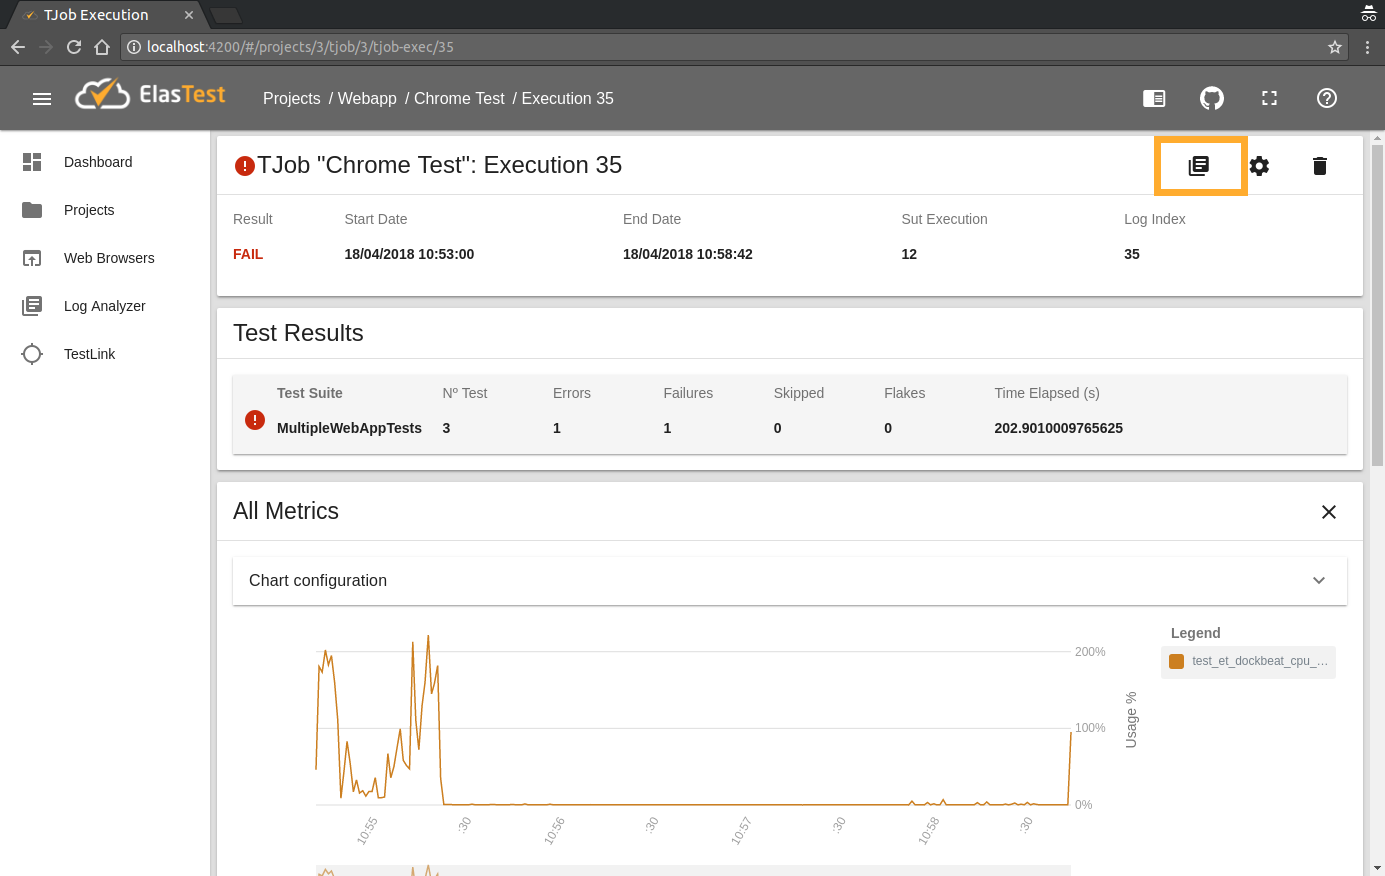 TJob Execution
localhost:4200/#/projects/3/tjob/3/tjob-exec/35
ElasTest
Projects / Webapp / Chrome Test / Execution 35
Dashboard
Projects
Web Browsers
Log Analyzer
TestLink
TJob "Chrome Test": Execution 35
Result Start Date End Date Sut Execution Log Index
FAIL 18/04/2018 10:53:00 18/04/2018 10:58:42 12 35
Test Results
Test Suite Nº Test Errors Failures Skipped Flakes Time Elapsed (s)
MultipleWebAppTests 3 1 1 0 0 202.9010009765625
All Metrics
Chart configuration
Legend
test_et_dockbeat_cpu_...
200%
100%
0%
Usage %
10:55 :30 10:56 :30 10:57 :30 10:58 :30